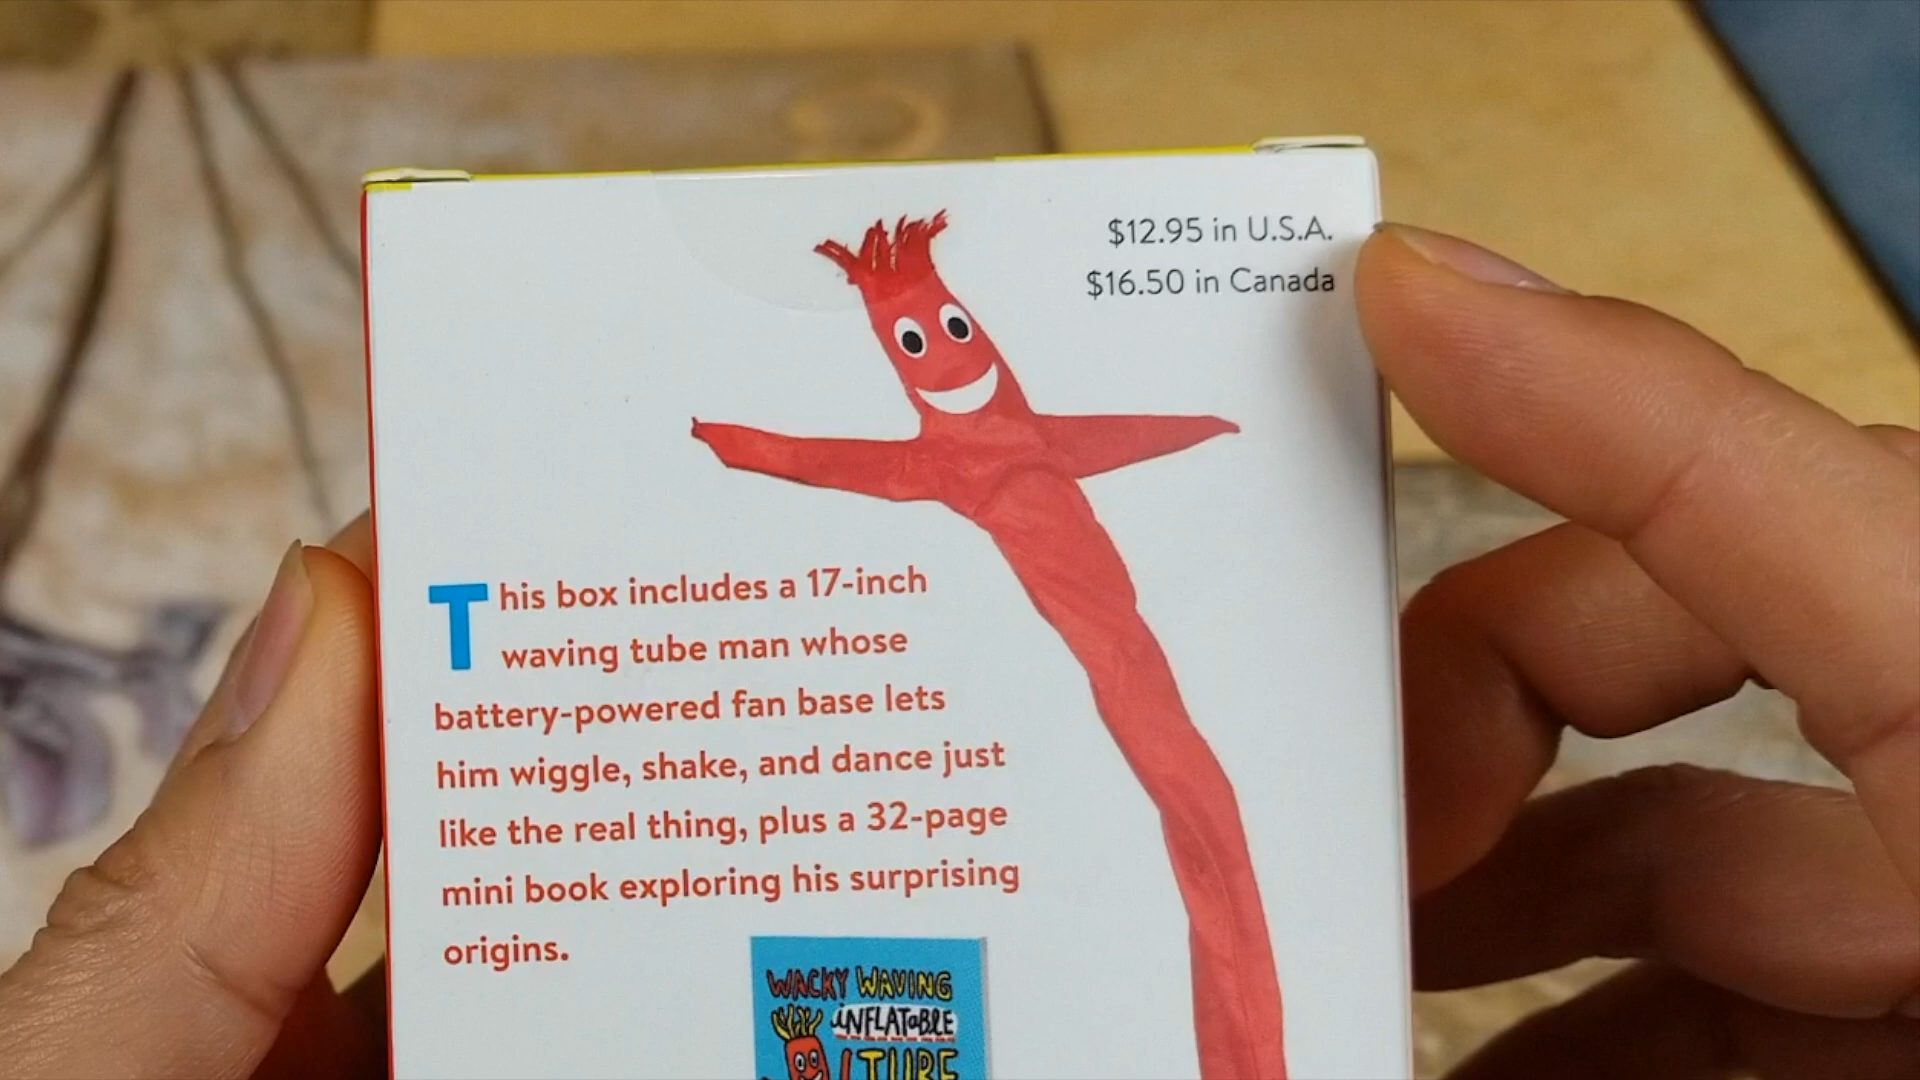 $12.95 in U.S.A.
$16.50 in Canada
This box includes a 17-inch
waving tube man whose
battery-powered fan base lets
him wiggle, shake, and dance just
like the real thing, plus a 32-page
mini book exploring his surprising
origins.
WACKY WAVING
iNFLATaBLE
TUBE